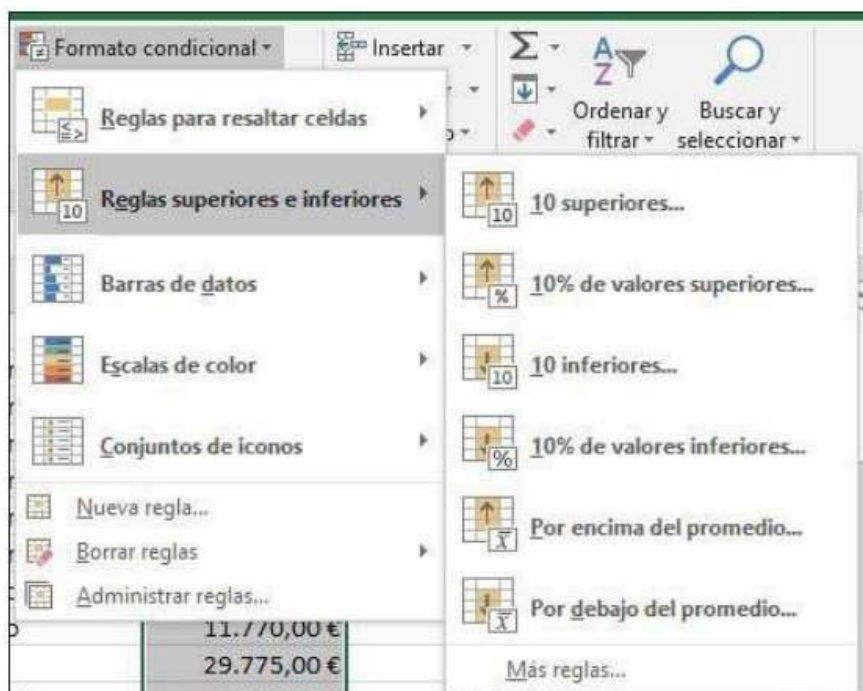 Formato condicional
Insertar
Σ
A
Z
Ordenar y
filtrar
Buscar y
seleccionar
Reglas para resaltar celdas
Reglas superiores e inferiores
10
Barras de datos
Escalas de color
Conjuntos de iconos
Nueva regla...
Borrar reglas
Administrar reglas...
10
10 superiores...
%
10% de valores superiores...
10
10 inferiores...
%
10% de valores inferiores...
x̅
Por encima del promedio...
x̅
Por debajo del promedio...
Más reglas...
11.770,00 €
29.775,00 €